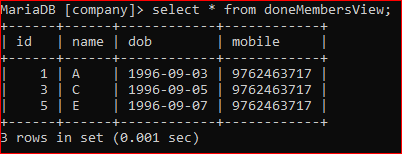 MariaDB [company]> select * from doneMembersView;
+------+------+------------+------------+
| id   | name | dob        | mobile     |
+------+------+------------+------------+
|    1 | A    | 1996-09-03 | 9762463717 |
|    3 | C    | 1996-09-05 | 9762463717 |
|    5 | E    | 1996-09-07 | 9762463717 |
+------+------+------------+------------+
3 rows in set (0.001 sec)